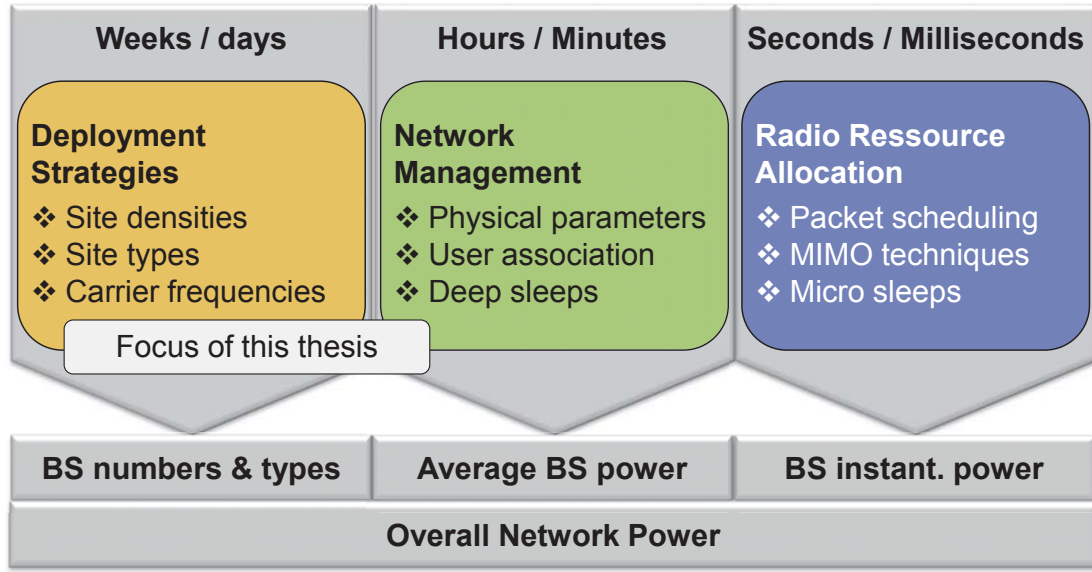 Weeks / days
Hours / Minutes
Seconds / Milliseconds
Deployment
Strategies
❖ Site densities
❖ Site types
❖ Carrier frequencies
Network
Management
❖ Physical parameters
❖ User association
❖ Deep sleeps
Radio Ressource
Allocation
❖ Packet scheduling
❖ MIMO techniques
❖ Micro sleeps
Focus of this thesis
BS numbers & types
Average BS power
BS instant. power
Overall Network Power